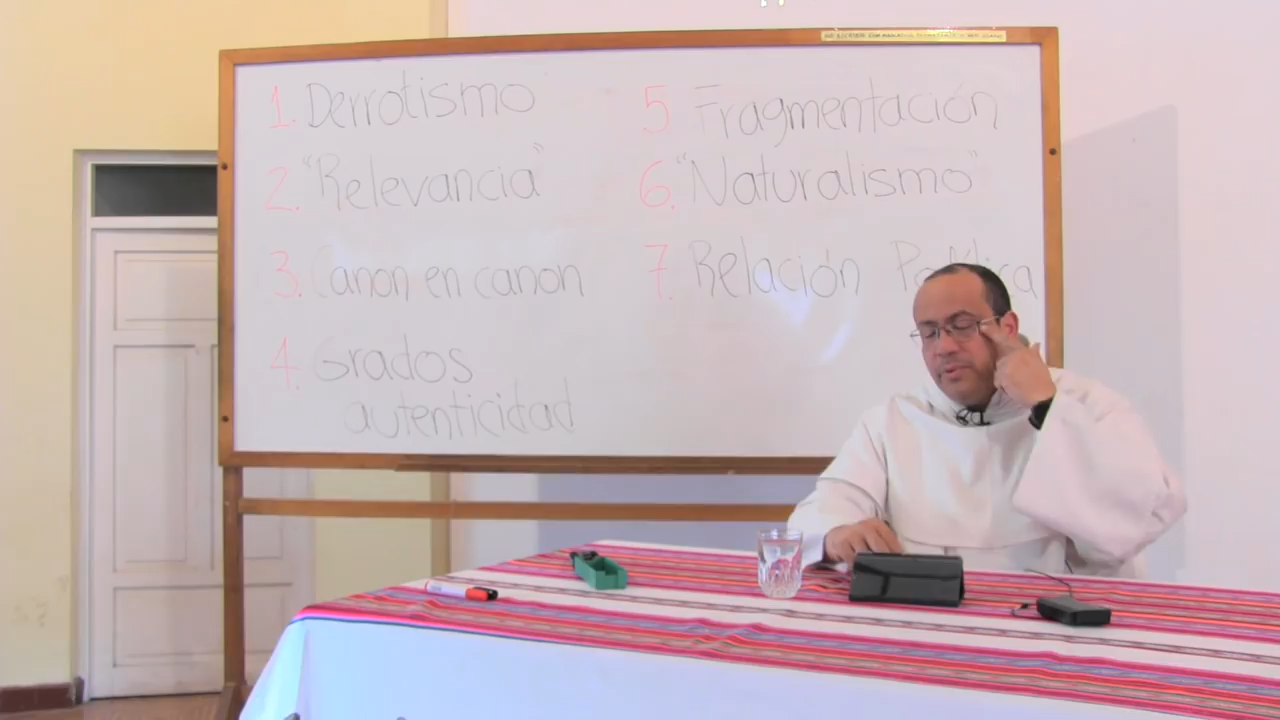 1. Derrotismo
2. "Relevancia"
3. Canon en canon
4. Grados
autenticidad
5 Fragmentación
6. "Naturalismo"
7. Relación